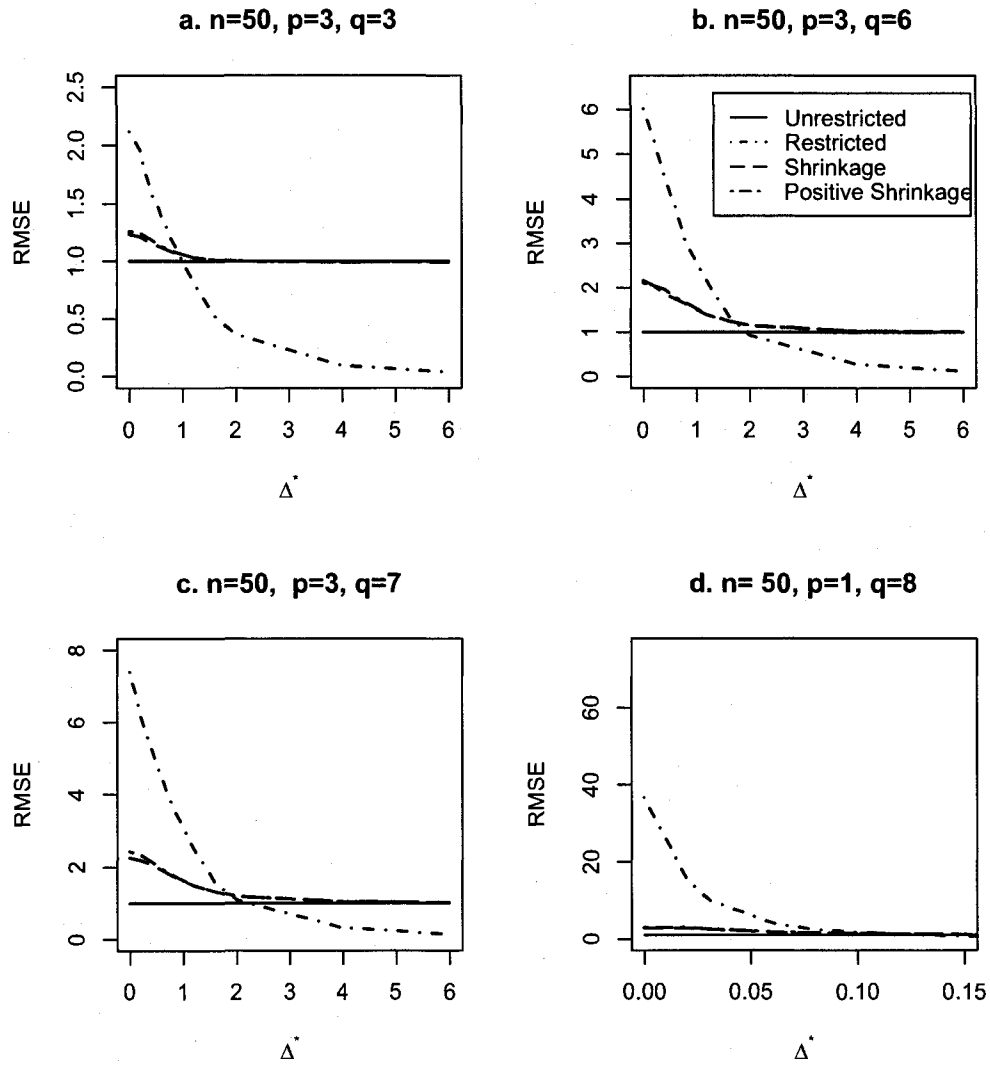 a. n=50, p=3, q=3
RMSE
2.5
2.0
1.5
1.0
0.5
0.0
0 1 2 3 4 5 6
Δ*
b. n=50, p=3, q=6
RMSE
6
5
4
3
2
1
0
Unrestricted
Restricted
Shrinkage
Positive Shrinkage
0 1 2 3 4 5 6
Δ*
c. n=50, p=3, q=7
RMSE
8
6
4
2
0
0 1 2 3 4 5 6
Δ*
d. n= 50, p=1, q=8
RMSE
60
40
20
0
0.00 0.05 0.10 0.15
Δ*